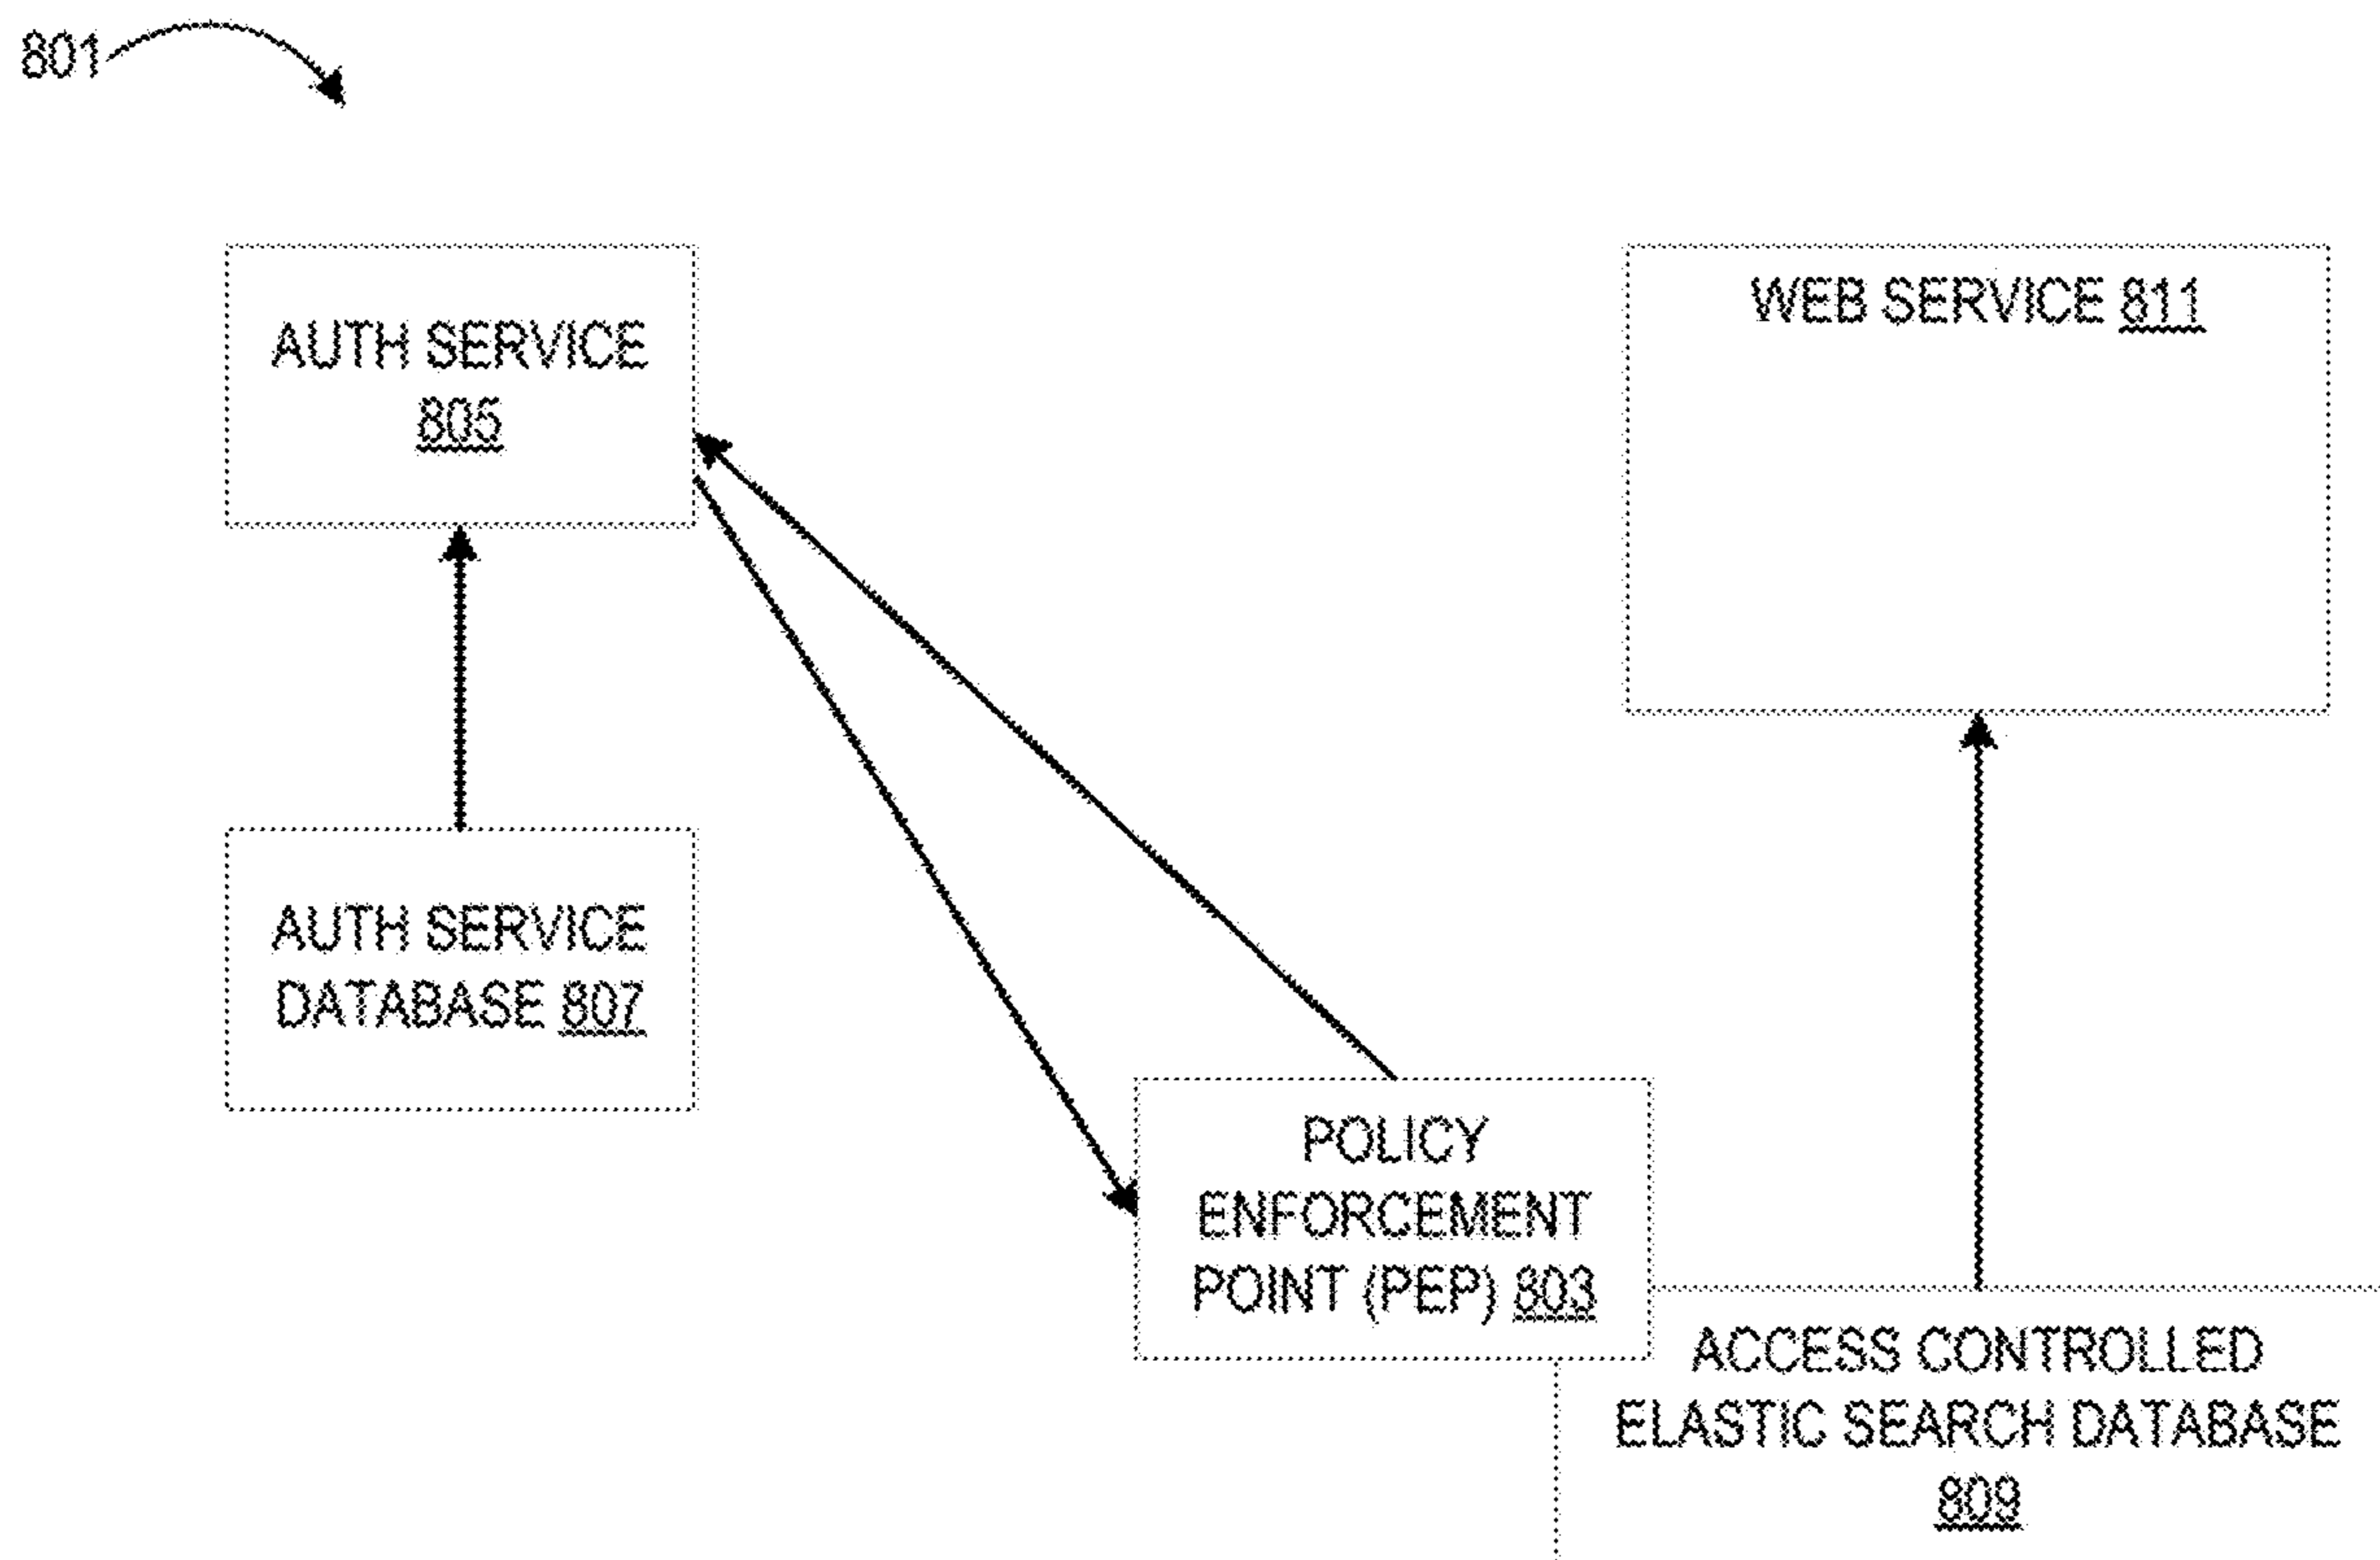 801
AUTH SERVICE
805
WEB SERVICE 811
AUTH SERVICE
DATABASE 807
POLICY
ENFORCEMENT
POINT (PEP) 803
ACCESS CONTROLLED
ELASTIC SEARCH DATABASE
809